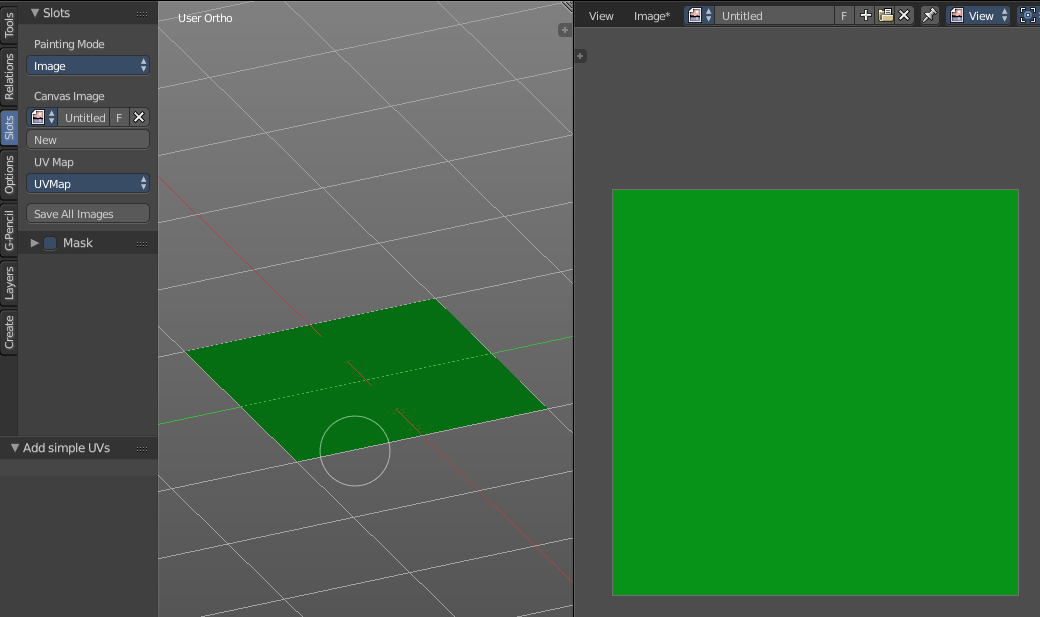 Tools
Relations
Slots
Options
G-Pencil
Layers
Create
Slots
Painting Mode
Image
Canvas Image
Untitled F
New
UV Map
UVMap
Save All Images
Mask
Add simple UVs
User Ortho
View Image* Untitled F View